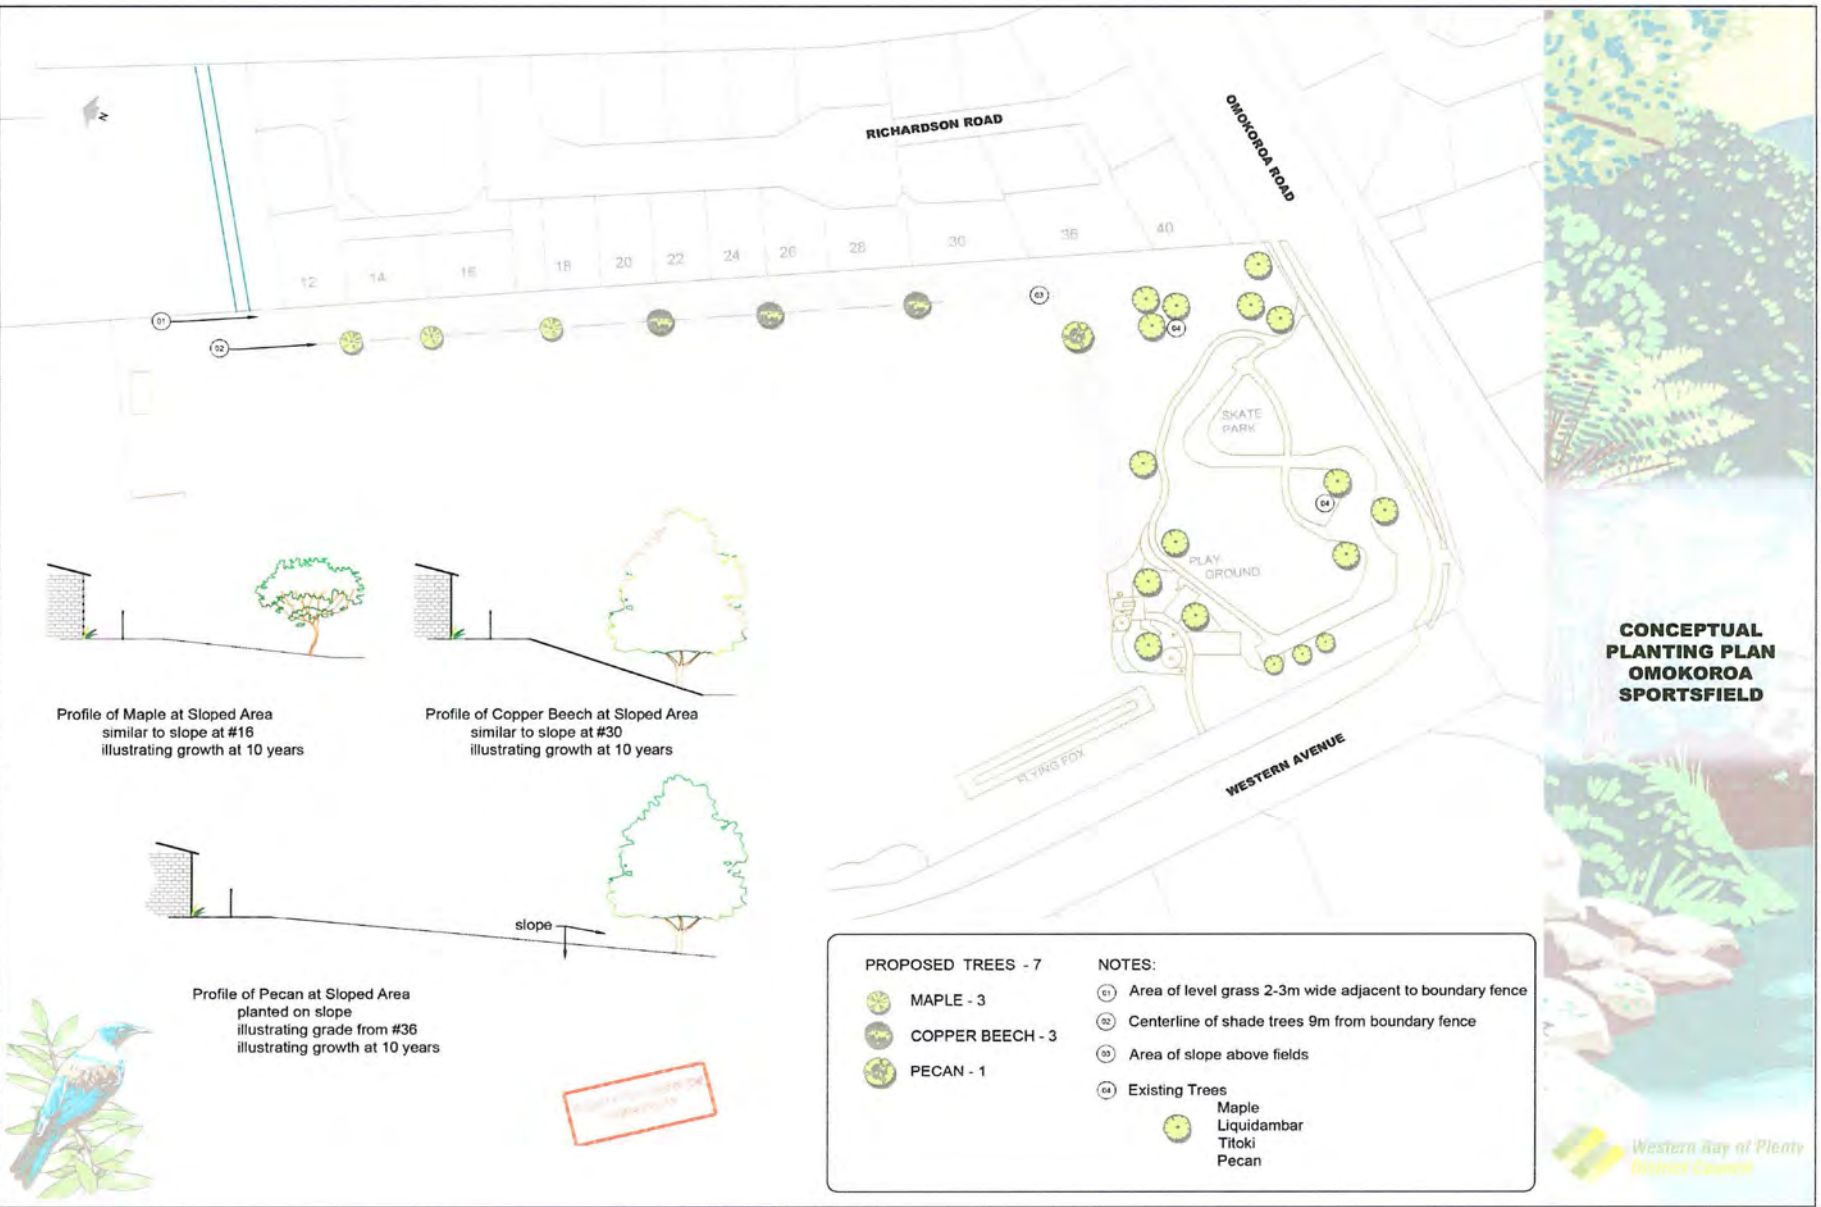 N
RICHARDSON ROAD
OMOKOROA ROAD
12
14
16
18
20
22
24
26
28
30
36
40
01
02
03
04
SKATE
PARK
04
PLAY
GROUND
FLYING FOX
WESTERN AVENUE
Profile of Maple at Sloped Area
similar to slope at #16
illustrating growth at 10 years
Profile of Copper Beech at Sloped Area
similar to slope at #30
illustrating growth at 10 years
slope
Profile of Pecan at Sloped Area
planted on slope
illustrating grade from #36
illustrating growth at 10 years
PROPOSED TREES - 7
MAPLE - 3
COPPER BEECH - 3
PECAN - 1
NOTES:
01 Area of level grass 2-3m wide adjacent to boundary fence
02 Centerline of shade trees 9m from boundary fence
03 Area of slope above fields
04 Existing Trees
Maple
Liquidambar
Titoki
Pecan
CONCEPTUAL
PLANTING PLAN
OMOKOROA
SPORTSFIELD
Western Bay of Plenty
District Council